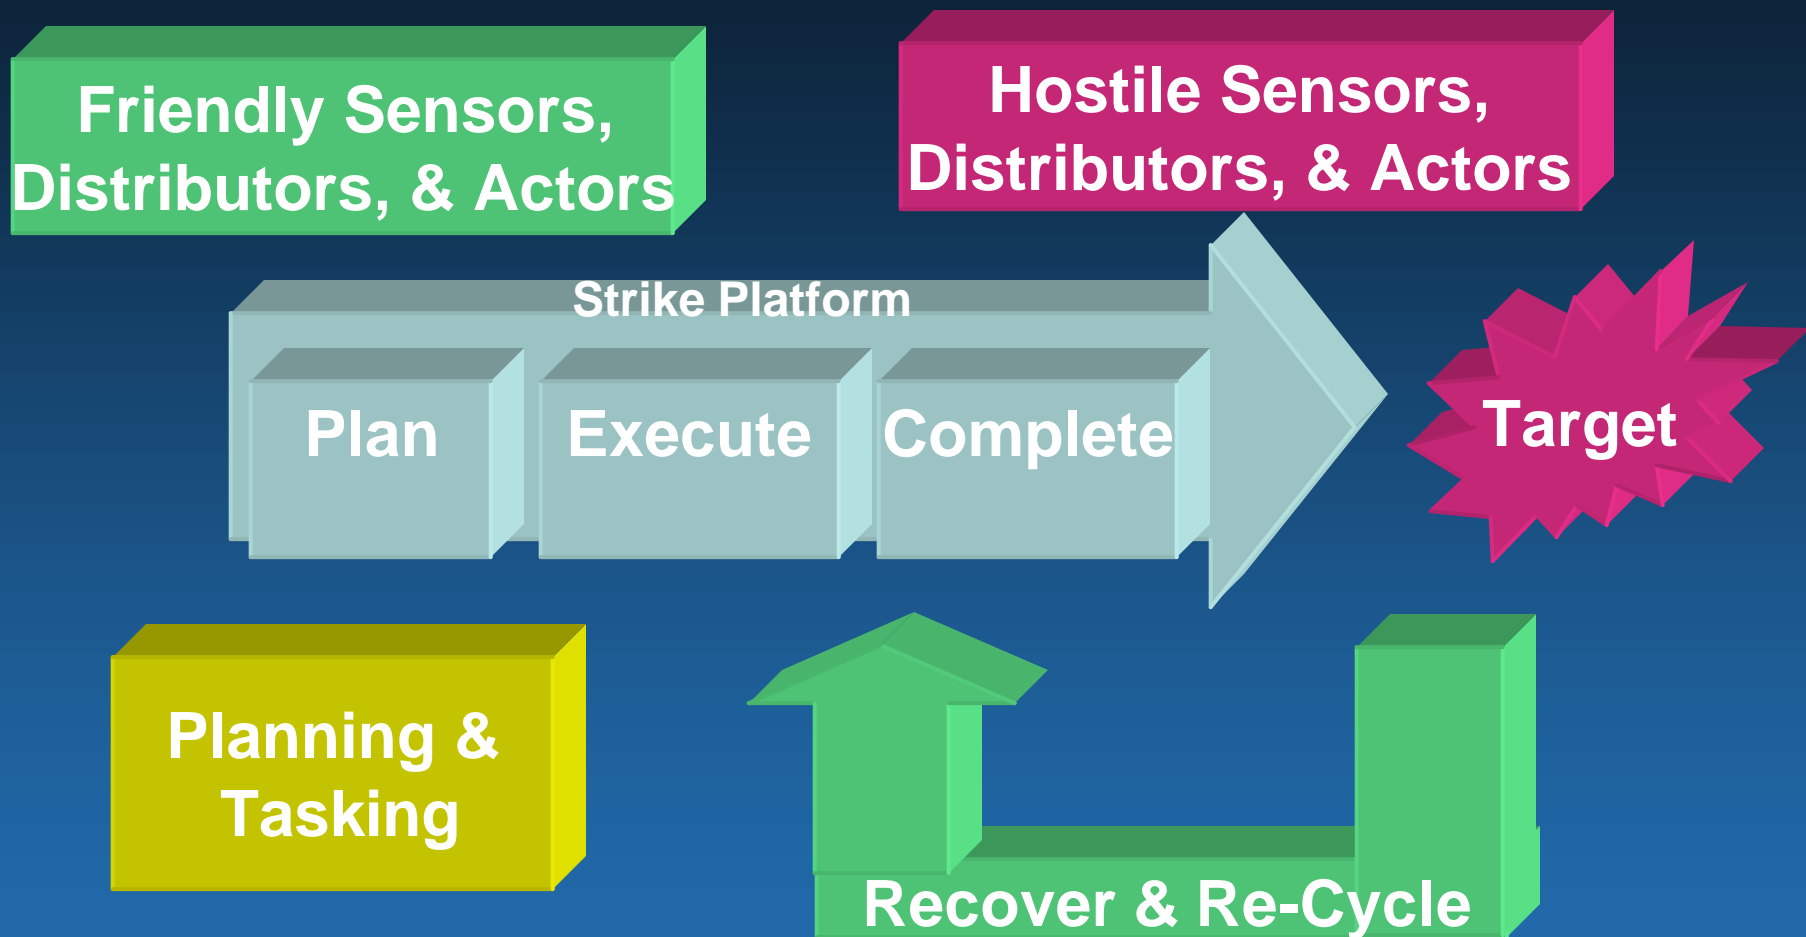 Friendly Sensors,
Distributors, & Actors
Hostile Sensors,
Distributors, & Actors
Strike Platform
Plan
Execute
Complete
Target
Planning &
Tasking
Recover & Re-Cycle